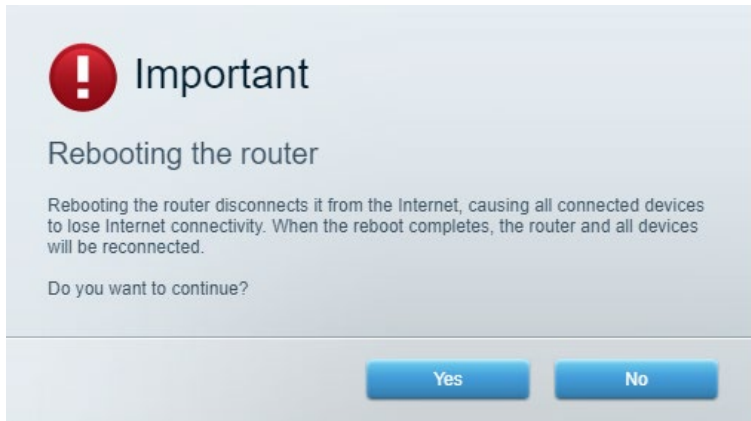 Important
Rebooting the router
Rebooting the router disconnects it from the Internet, causing all connected devices
to lose Internet connectivity. When the reboot completes, the router and all devices
will be reconnected.
Do you want to continue?
Yes
No